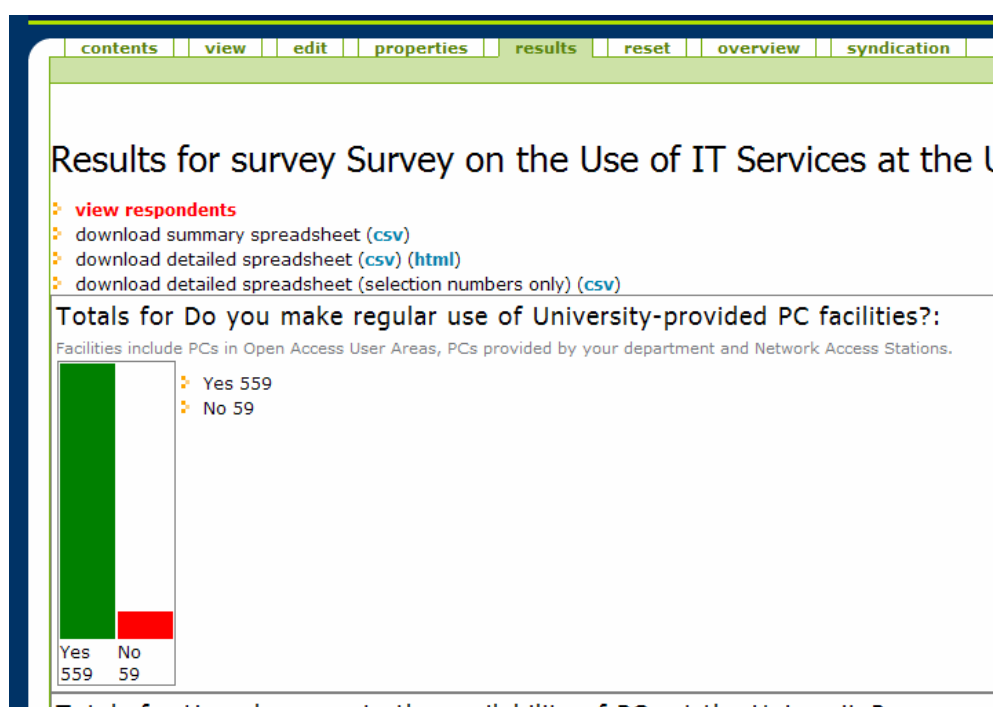 contents view edit properties results reset overview syndication
Results for survey Survey on the Use of IT Services at the
view respondents
download summary spreadsheet (csv)
download detailed spreadsheet (csv) (html)
download detailed spreadsheet (selection numbers only) (csv)
Totals for Do you make regular use of University-provided PC facilities?:
Facilities include PCs in Open Access User Areas, PCs provided by your department and Network Access Stations.
Yes 559
No 59
Yes No
559 59